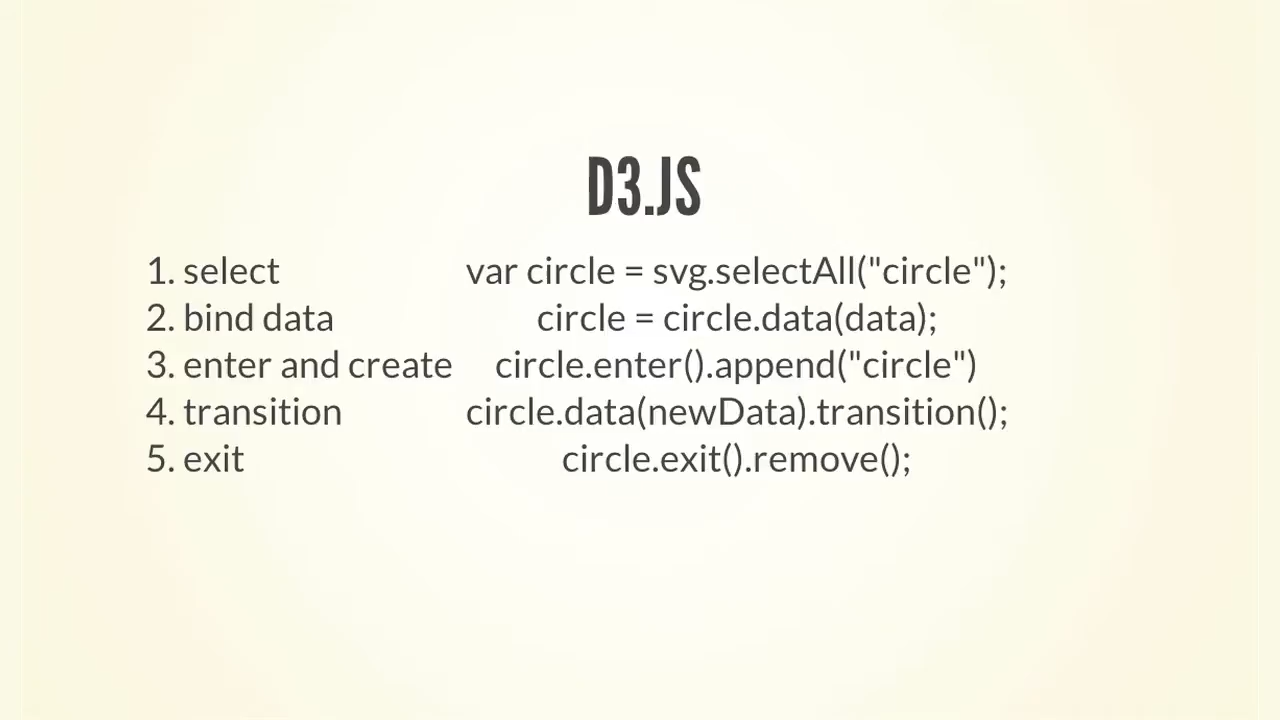 D3.JS
1. select var circle = svg.selectAll("circle");
2. bind data circle = circle.data(data);
3. enter and create circle.enter().append("circle")
4. transition circle.data(newData).transition();
5. exit circle.exit().remove();